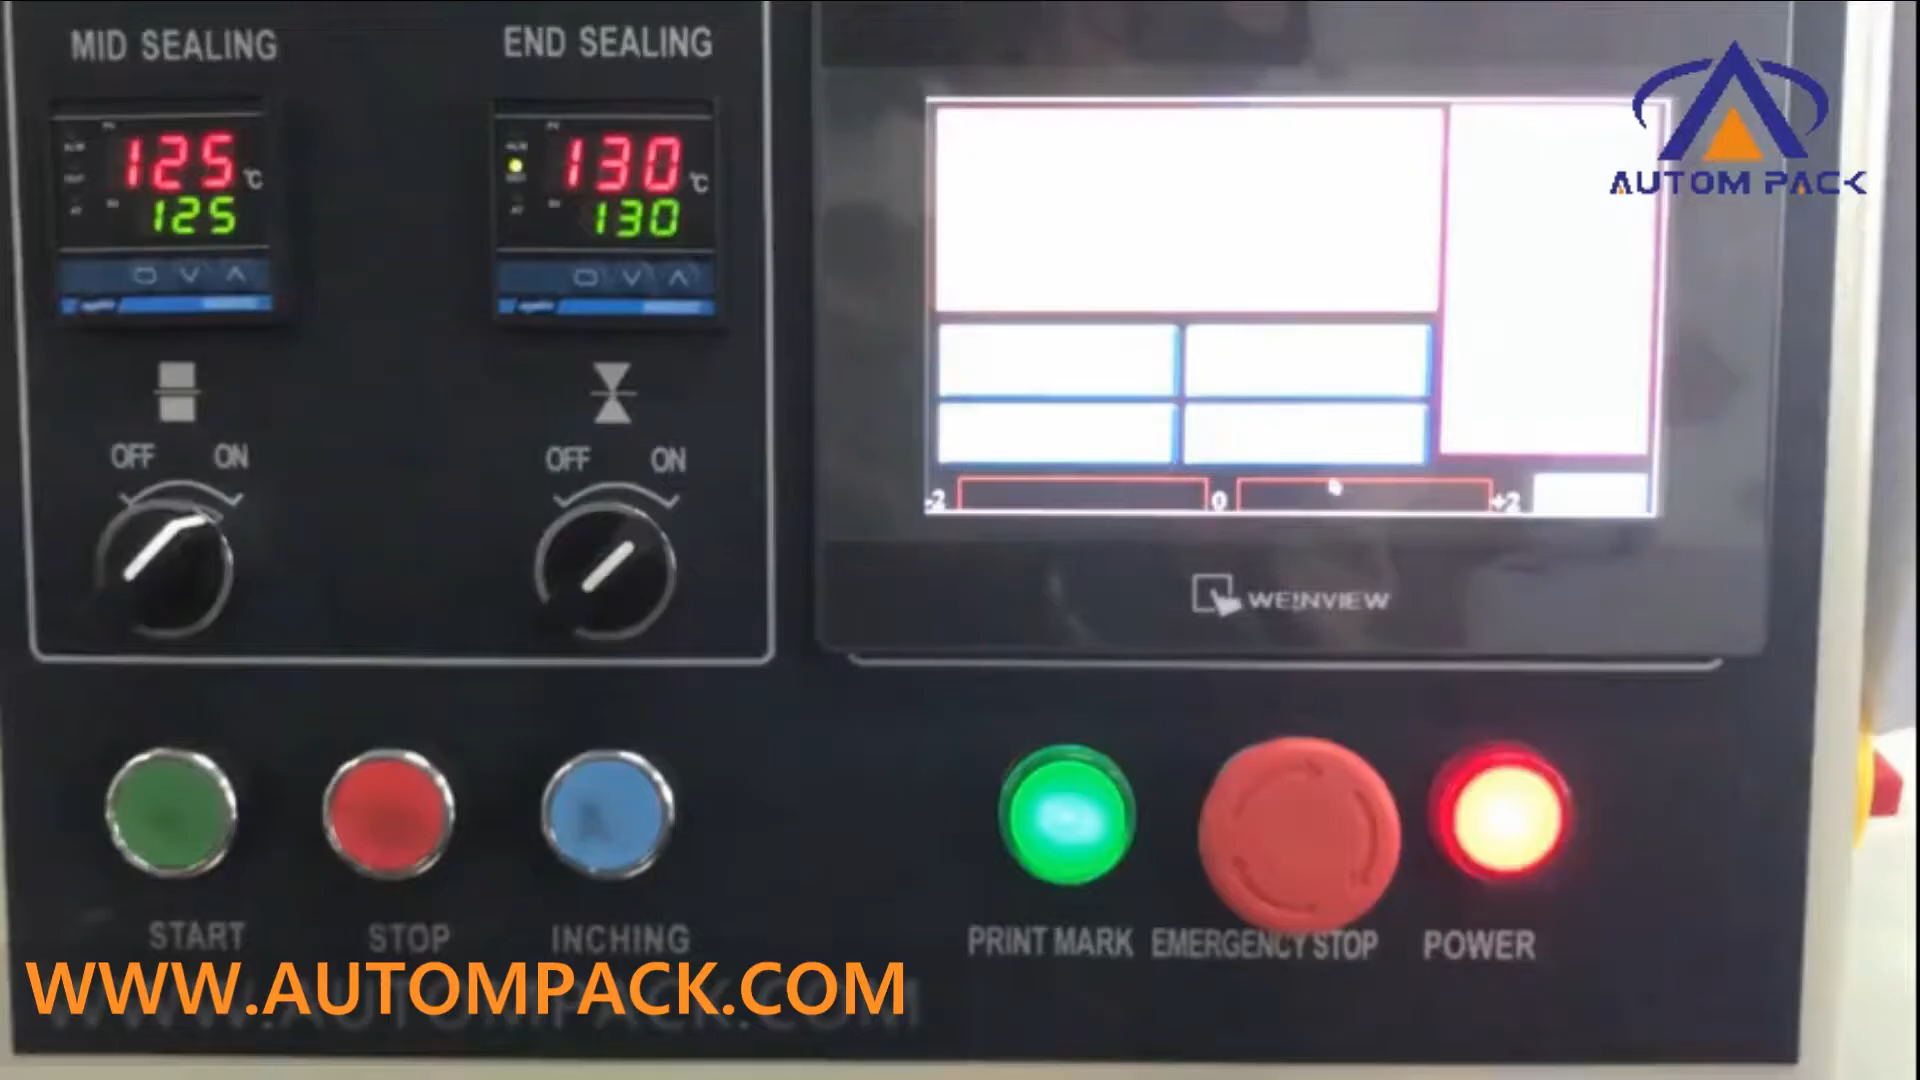 MID SEALING
END SEALING
125 °C
125
130 °C
130
OFF ON
OFF ON
-2 0 +2
WEINVIEW
AUTOM PACK
START
STOP
INCHING
PRINT MARK
EMERGENCY STOP
POWER
WWW.AUTOMPACK.COM